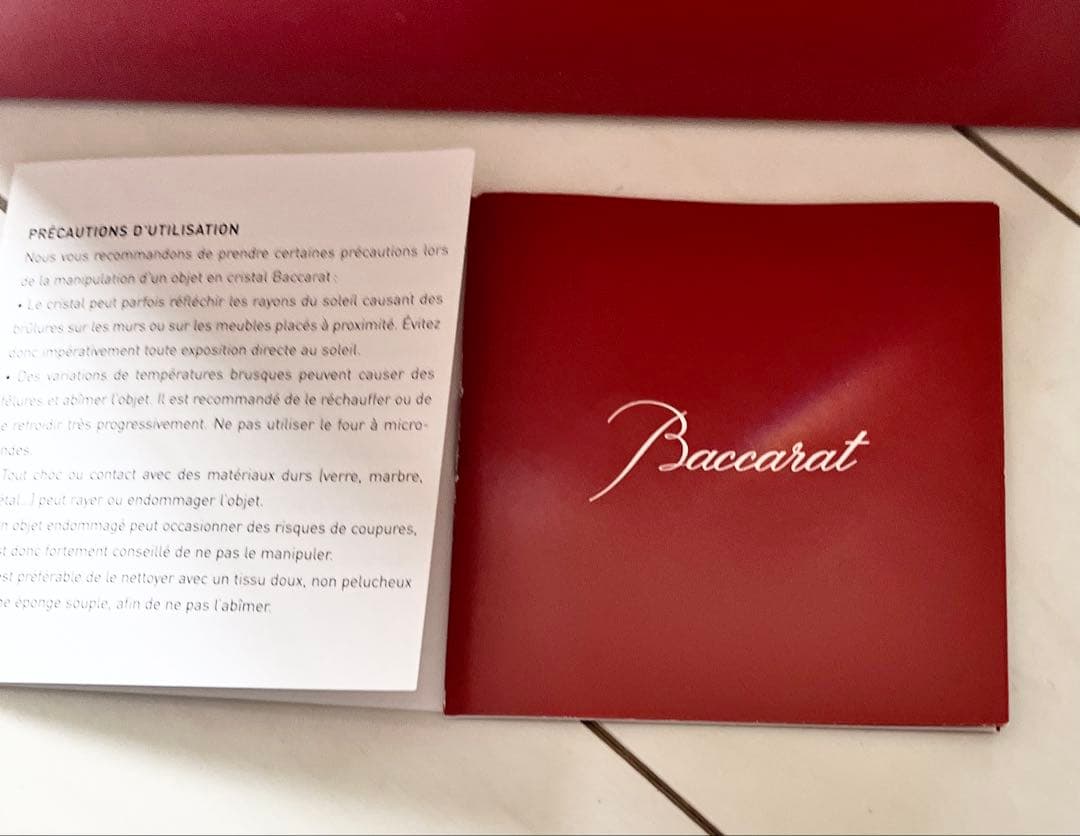 PRÉCAUTIONS D'UTILISATION
Nous vous recommandons de prendre certaines précautions lors
de la manipulation d'un objet en cristal Baccarat :
• Le cristal peut parfois réfléchir les rayons du soleil causant des
brûlures sur les murs ou sur les meubles placés à proximité. Évitez
donc impérativement toute exposition directe au soleil.
• Des variations de températures brusques peuvent causer des
fêlures et abîmer l'objet. Il est recommandé de le réchauffer ou de
e refroidir très progressivement. Ne pas utiliser le four à micro-
ndes.
Tout choc ou contact avec des matériaux durs (verre, marbre,
étal...) peut rayer ou endommager l'objet.
n objet endommagé peut occasionner des risques de coupures,
st donc fortement conseillé de ne pas le manipuler.
est préférable de le nettoyer avec un tissu doux, non pelucheux
ne éponge souple, afin de ne pas l'abîmer.
Baccarat